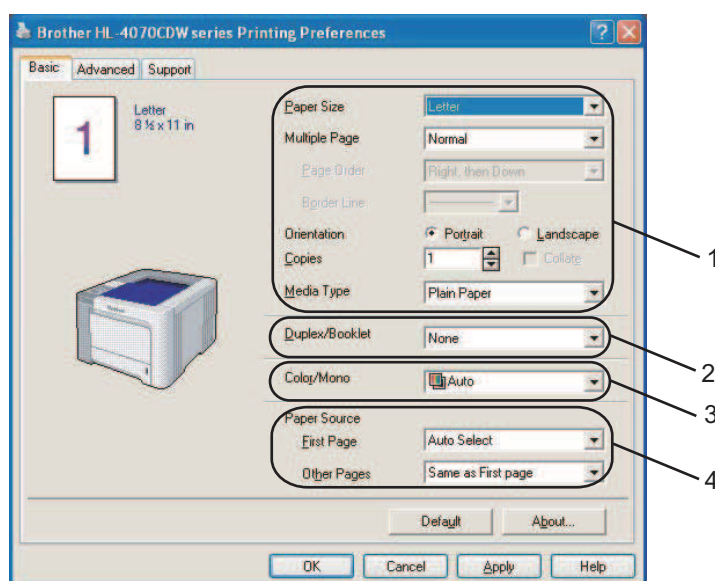 Brother HL-4070CDW series Printing Preferences
Basic Advanced Support
1
Letter
8 ½ x 11 in
Paper Size Letter
Multiple Page Normal
Page Order Right, then Down
Border Line
Orientation Portrait Landscape
Copies 1 Collate
Media Type Plain Paper
1
Duplex/Booklet None
2
Color/Mono Auto
3
Paper Source
First Page Auto Select
Other Pages Same as First page
4
Default About...
OK Cancel Apply Help